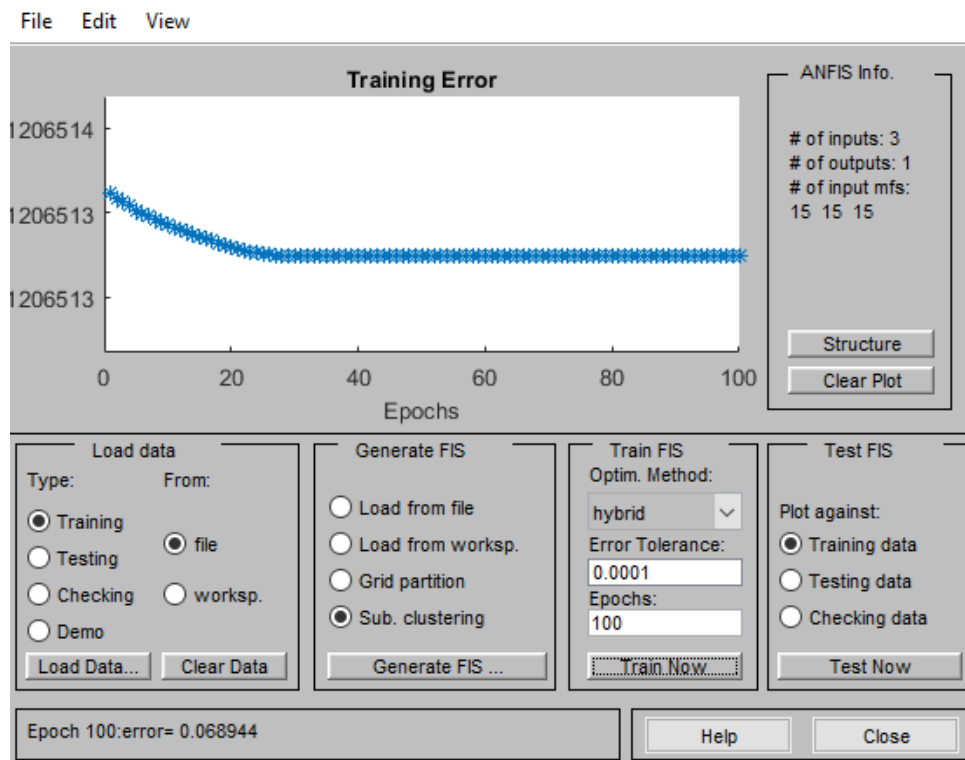 File Edit View
Training Error
ANFIS Info.
1206514
1206513
1206513
# of inputs: 3
# of outputs: 1
# of input mfs:
15 15 15
Structure
Clear Plot
0 20 40 60 80 100
Epochs
Load data
Type: From:
Training
Testing
Checking
Demo
file
worksp.
Load Data... Clear Data
Generate FIS
Load from file
Load from worksp.
Grid partition
Sub. clustering
Generate FIS ...
Train FIS
Optim. Method:
hybrid
Error Tolerance:
0.0001
Epochs:
100
Train Now
Test FIS
Plot against:
Training data
Testing data
Checking data
Test Now
Epoch 100:error= 0.068944
Help Close